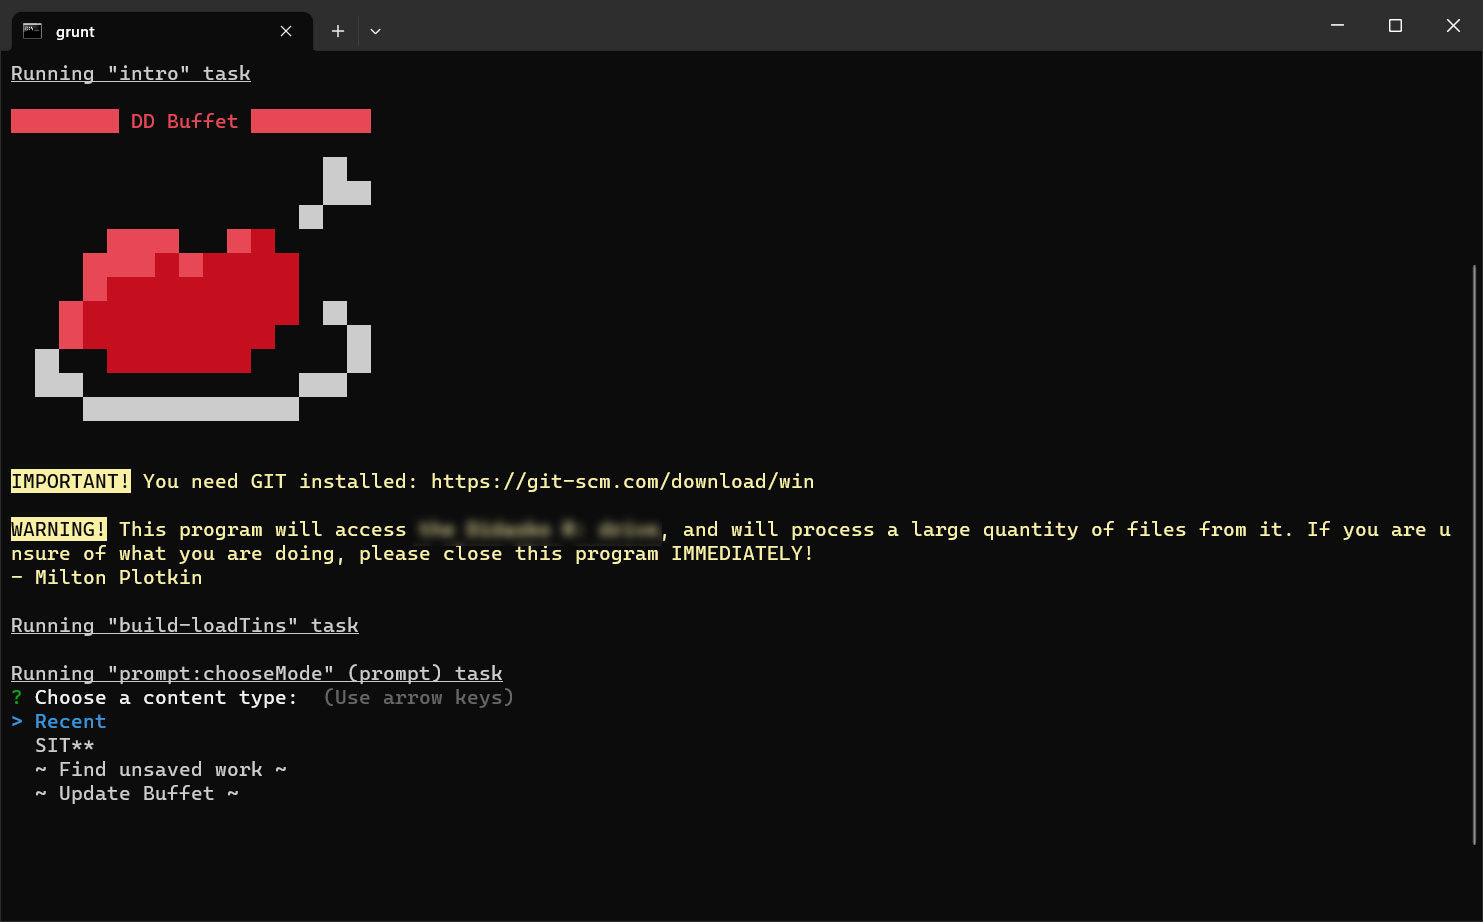 grunt
Running "intro" task
DD Buffet
IMPORTANT! You need GIT installed: https://git-scm.com/download/win
WARNING! This program will access , and will process a large quantity of files from it. If you are u
nsure of what you are doing, please close this program IMMEDIATELY!
- Milton Plotkin
Running "build-loadTins" task
Running "prompt:chooseMode" (prompt) task
? Choose a content type:  (Use arrow keys)
> Recent
SIT**
~ Find unsaved work ~
~ Update Buffet ~